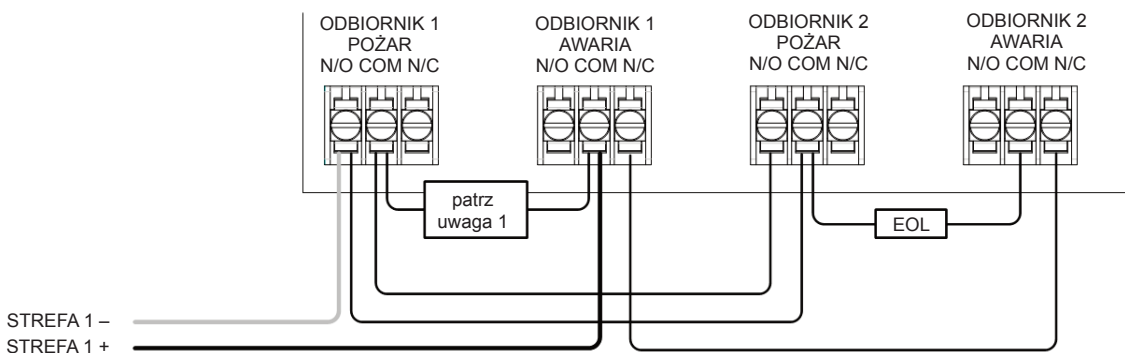 ODBIORNIK 1
POŻAR
N/O COM N/C
ODBIORNIK 1
AWARIA
N/O COM N/C
ODBIORNIK 2
POŻAR
N/O COM N/C
ODBIORNIK 2
AWARIA
N/O COM N/C
patrz
uwaga 1
EOL
STREFA 1 –
STREFA 1 +